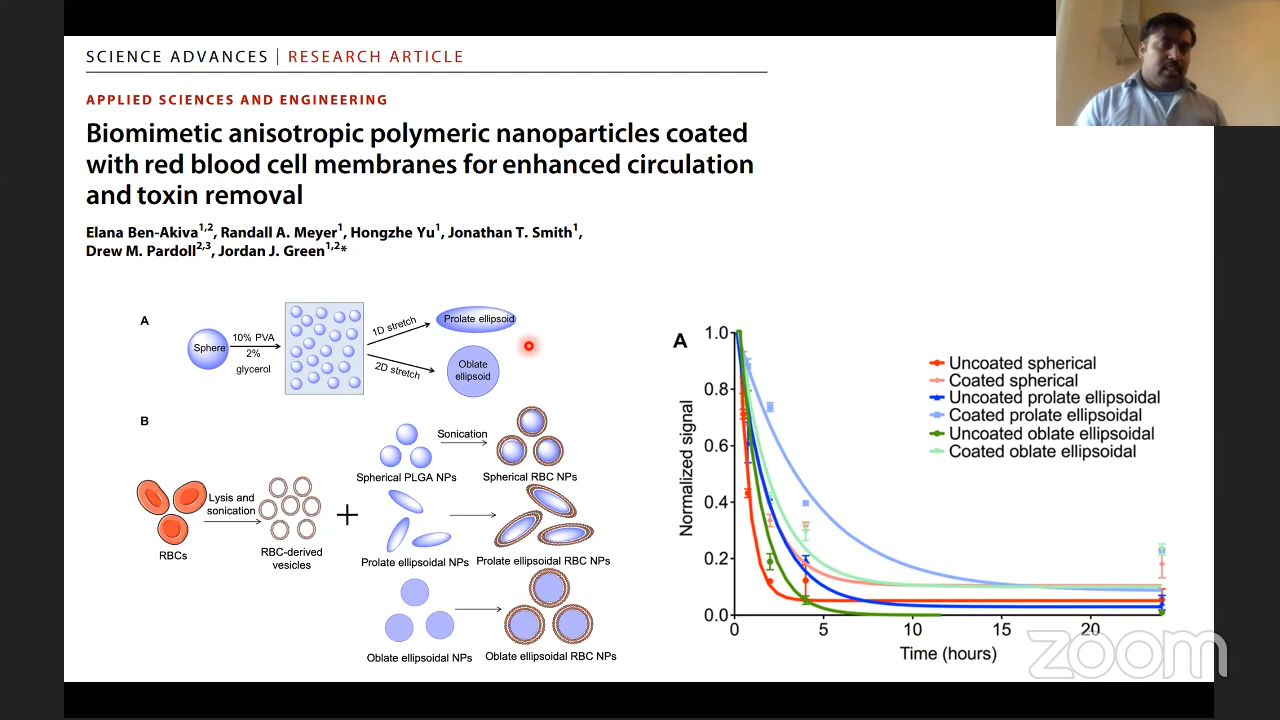 SCIENCE ADVANCES | RESEARCH ARTICLE
APPLIED SCIENCES AND ENGINEERING
Biomimetic anisotropic polymeric nanoparticles coated
with red blood cell membranes for enhanced circulation
and toxin removal
Elana Ben-Akiva1,2, Randall A. Meyer1, Hongzhe Yu1, Jonathan T. Smith1,
Drew M. Pardoll2,3, Jordan J. Green1,2*
A
Sphere
10% PVA
2%
glycerol
1D stretch
2D stretch
Prolate ellipsoid
Oblate
ellipsoid
B
RBCs
Lysis and
sonication
RBC-derived
vesicles
+
Spherical PLGA NPs
Sonication
Spherical RBC NPs
Prolate ellipsoidal NPs
Prolate ellipsoidal RBC NPs
Oblate ellipsoidal NPs
Oblate ellipsoidal RBC NPs
A
Normalized signal
1.0
0.8
0.6
0.4
0.2
0.0
0
5
10
15
20
Time (hours)
Uncoated spherical
Coated spherical
Uncoated prolate ellipsoidal
Coated prolate ellipsoidal
Uncoated oblate ellipsoidal
Coated oblate ellipsoidal
zoom